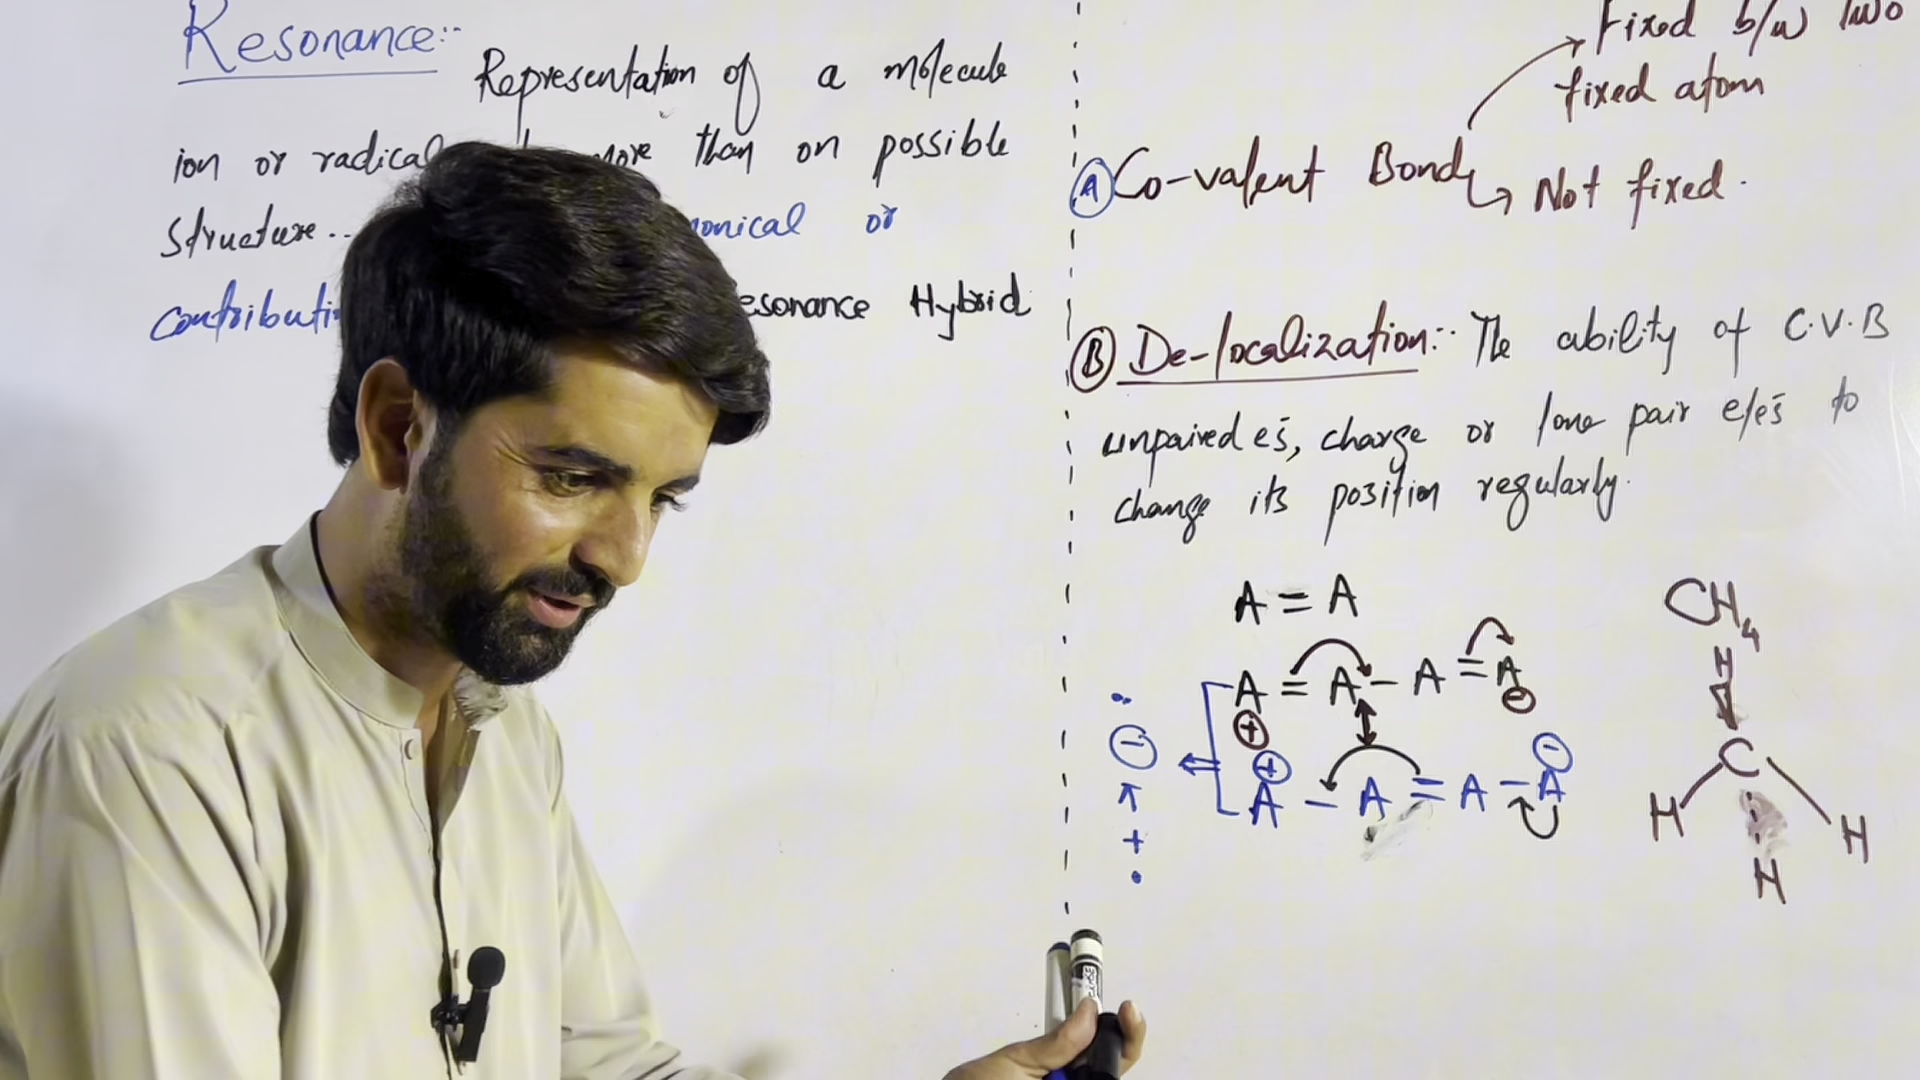 Resonance:-
Representation of a molecule
ion or radical more than on possible
structure.. onical or
contributi esonance Hybrid
Fixed b/w two
fixed atom
(A) Co-valent Bond
Not fixed.
(B) De-localization:- The ability of C.V.B
unpaired es, charge or lone pair e/es to
change its position regularly.
A = A
A = A - A = A
+ -
A - A = A - A
+ -
-
+
CH4
H
C
H H
H